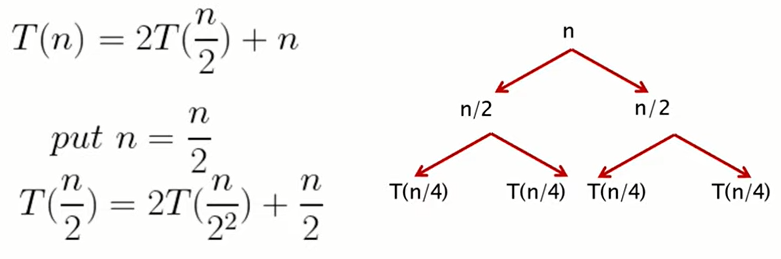 T(n) = 2T(n/2) + n
put n = n/2
T(n/2) = 2T(n/2²) + n/2
n
n/2 n/2
T(n/4) T(n/4) T(n/4) T(n/4)